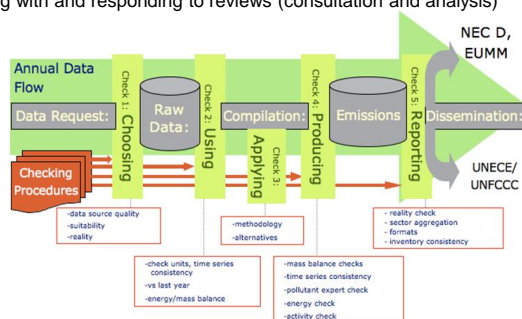 g with and responding to reviews (consultation and analysis)
NEC D,
EUMM
Annual Data
Flow
Data Request:
Check 1:
Choosing
Raw
Data:
Check 2:
Using
Compilation:
Check 3:
Applying
Check 4:
Producing
Emissions
Check 5:
Reporting
Dissemination:
Checking
Procedures
UNECE/
UNFCCC
-data source quality
-suitability
-reality
-check units, time series
consistency
-vs last year
-energy/mass balance
-methodology
-alternatives
-mass balance checks
-time series consistency
-pollutant expert check
-energy check
-activity check
- reality check
- sector aggregation
- formats
- inventory consistency